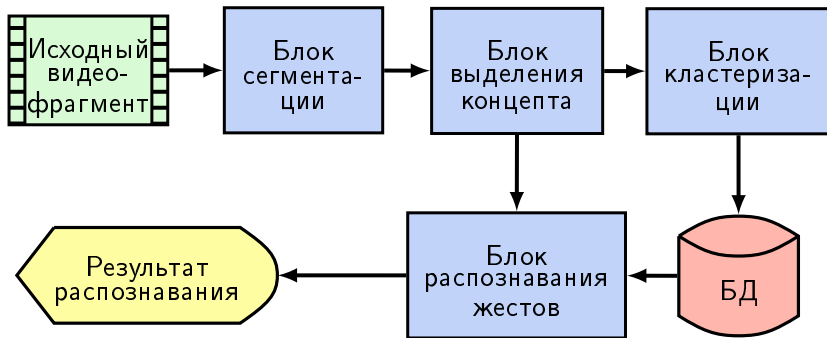 Исходный
видео-
фрагмент
Блок
сегмента-
ции
Блок
выделения
концепта
Блок
кластериза-
ции
Результат
распознавания
Блок
распознавания
жестов
БД